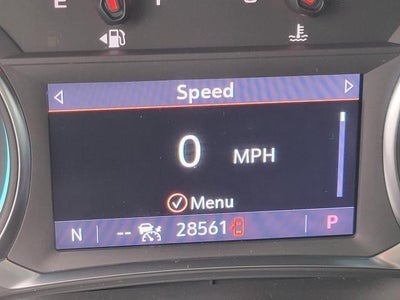 E
Speed
0 MPH
Menu
N -- 28561 P